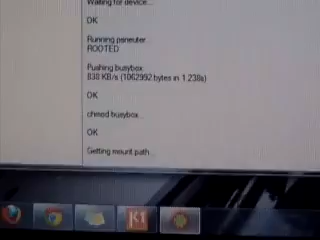 Waiting for device...
OK
Running psneuter...
ROOTED
Pushing busybox
838 KB/s (1062992 bytes in 1.238s)
OK
chmod busybox...
OK
Getting mount path...
K1